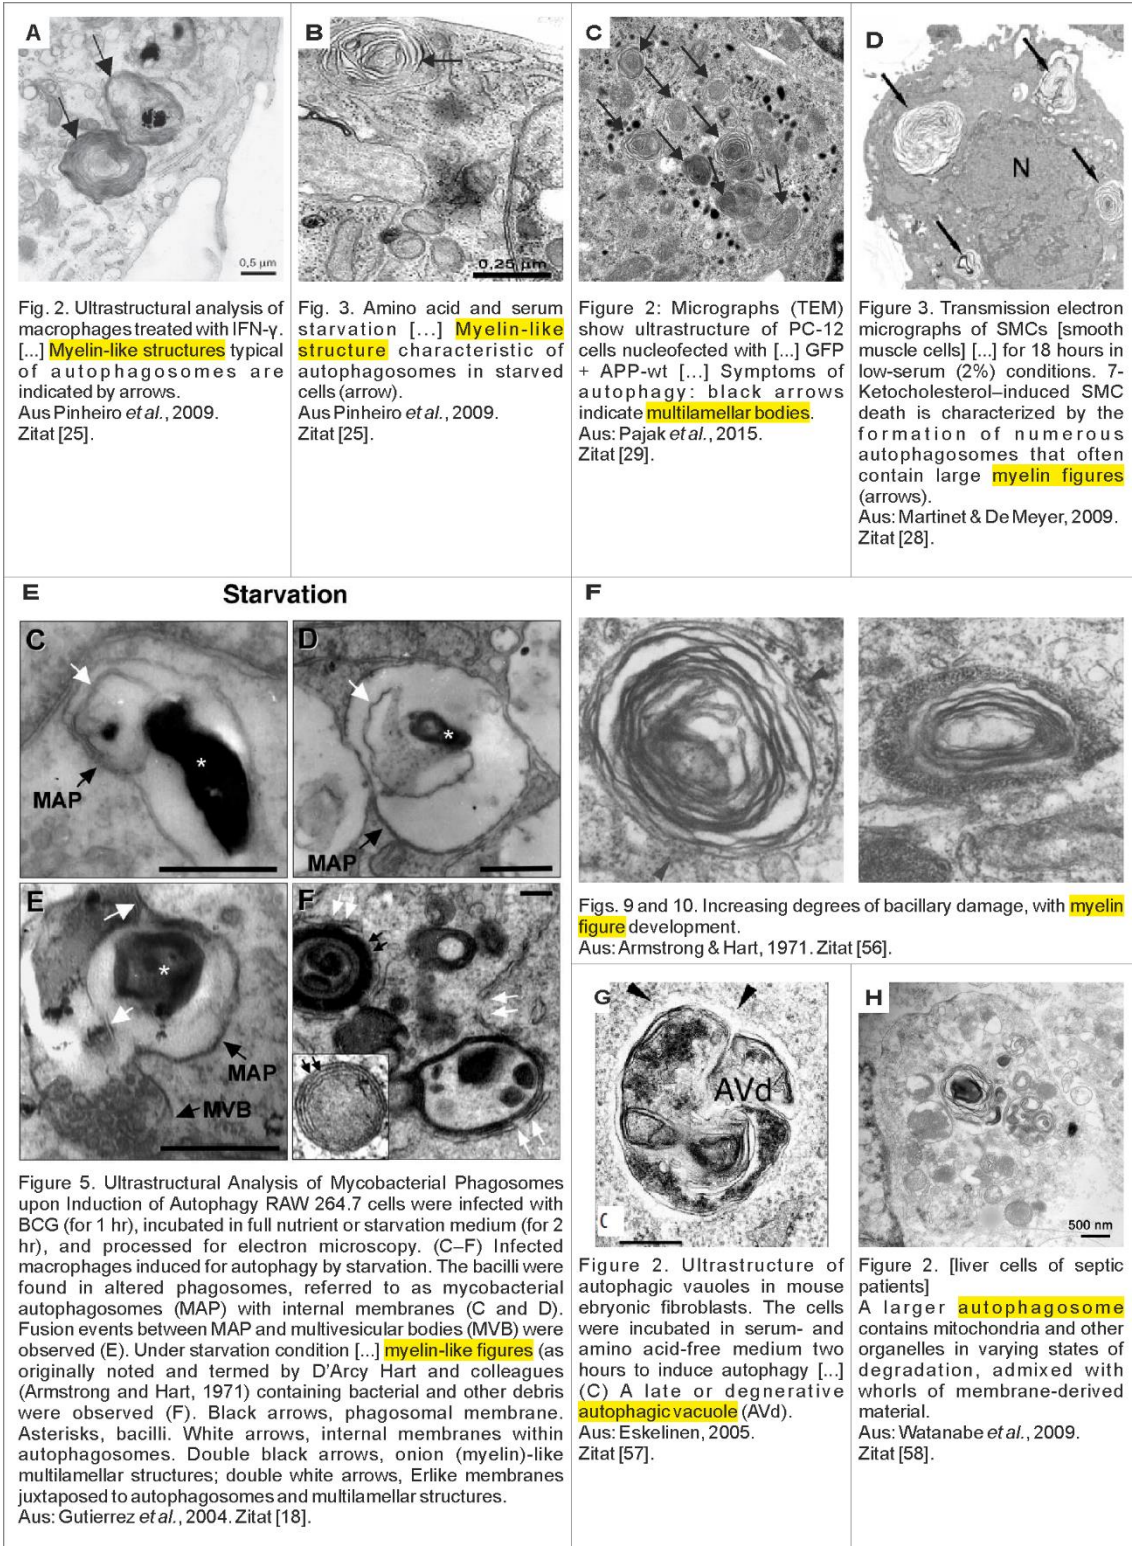 A
0,5 µm
Fig. 2. Ultrastructural analysis of
macrophages treated with IFN-γ.
[...] Myelin-like structures typical
of autophagosomes are
indicated by arrows.
Aus Pinheiro et al., 2009.
Zitat [25].
B
0,25 µm
Fig. 3. Amino acid and serum
starvation [...] Myelin-like
structure characteristic of
autophagosomes in starved
cells (arrow).
Aus Pinheiro et al., 2009.
Zitat [25].
C
Figure 2: Micrographs (TEM)
show ultrastructure of PC-12
cells nucleofected with [...] GFP
+ APP-wt [...] Symptoms of
autophagy: black arrows
indicate multilamellar bodies.
Aus: Pajak et al., 2015.
Zitat [29].
D
N
Figure 3. Transmission electron
micrographs of SMCs [smooth
muscle cells] [...] for 18 hours in
low-serum (2%) conditions. 7-
Ketocholesterol–induced SMC
death is characterized by the
formation of numerous
autophagosomes that often
contain large myelin figures
(arrows).
Aus: Martinet & De Meyer, 2009.
Zitat [28].
E
Starvation
C
*
MAP
D
*
MAP
E
*
MAP
MVB
F
Figure 5. Ultrastructural Analysis of Mycobacterial Phagosomes
upon Induction of Autophagy RAW 264.7 cells were infected with
BCG (for 1 hr), incubated in full nutrient or starvation medium (for 2
hr), and processed for electron microscopy. (C–F) Infected
macrophages induced for autophagy by starvation. The bacilli were
found in altered phagosomes, referred to as mycobacterial
autophagosomes (MAP) with internal membranes (C and D).
Fusion events between MAP and multivesicular bodies (MVB) were
observed (E). Under starvation condition [...] myelin-like figures (as
originally noted and termed by D'Arcy Hart and colleagues
(Armstrong and Hart, 1971) containing bacterial and other debris
were observed (F). Black arrows, phagosomal membrane.
Asterisks, bacilli. White arrows, internal membranes within
autophagosomes. Double black arrows, onion (myelin)-like
multilamellar structures; double white arrows, Erlike membranes
juxtaposed to autophagosomes and multilamellar structures.
Aus: Gutierrez et al., 2004. Zitat [18].
F
Figs. 9 and 10. Increasing degrees of bacillary damage, with myelin
figure development.
Aus: Armstrong & Hart, 1971. Zitat [56].
G
AVd
C
Figure 2. Ultrastructure of
autophagic vauoles in mouse
ebryonic fibroblasts. The cells
were incubated in serum- and
amino acid-free medium two
hours to induce autophagy [...]
(C) A late or degnerative
autophagic vacuole (AVd).
Aus: Eskelinen, 2005.
Zitat [57].
H
500 nm
Figure 2. [liver cells of septic
patients]
A larger autophagosome
contains mitochondria and other
organelles in varying states of
degradation, admixed with
whorls of membrane-derived
material.
Aus: Watanabe et al., 2009.
Zitat [58].